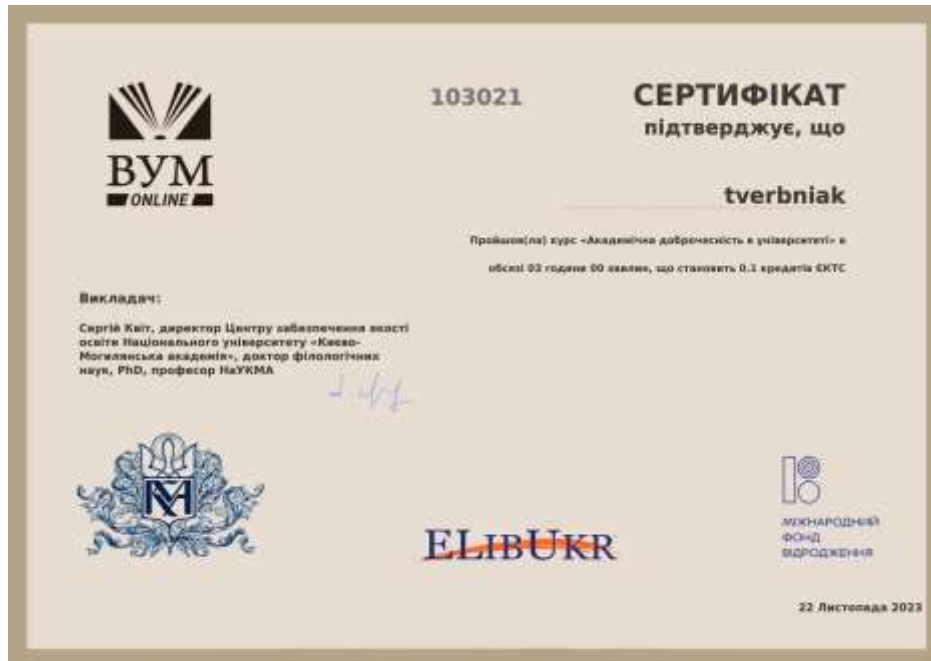 ВУМ
ONLINE
103021
СЕРТИФІКАТ
підтверджує, що
tverbniak
Пройшов(ла) курс «Академічна доброчесність в університеті» в
обсязі 03 години 00 хвилин, що становить 0.1 кредитів ЄКТС
Викладач:
Сергій Квіт, директор Центру забезпечення якості
освіти Національного університету «Києво-
Могилянська академія», доктор філологічних
наук, PhD, професор НаУКМА
ELIBUKR
МІЖНАРОДНИЙ
ФОНД
ВІДРОДЖЕННЯ
22 Листопада 2023